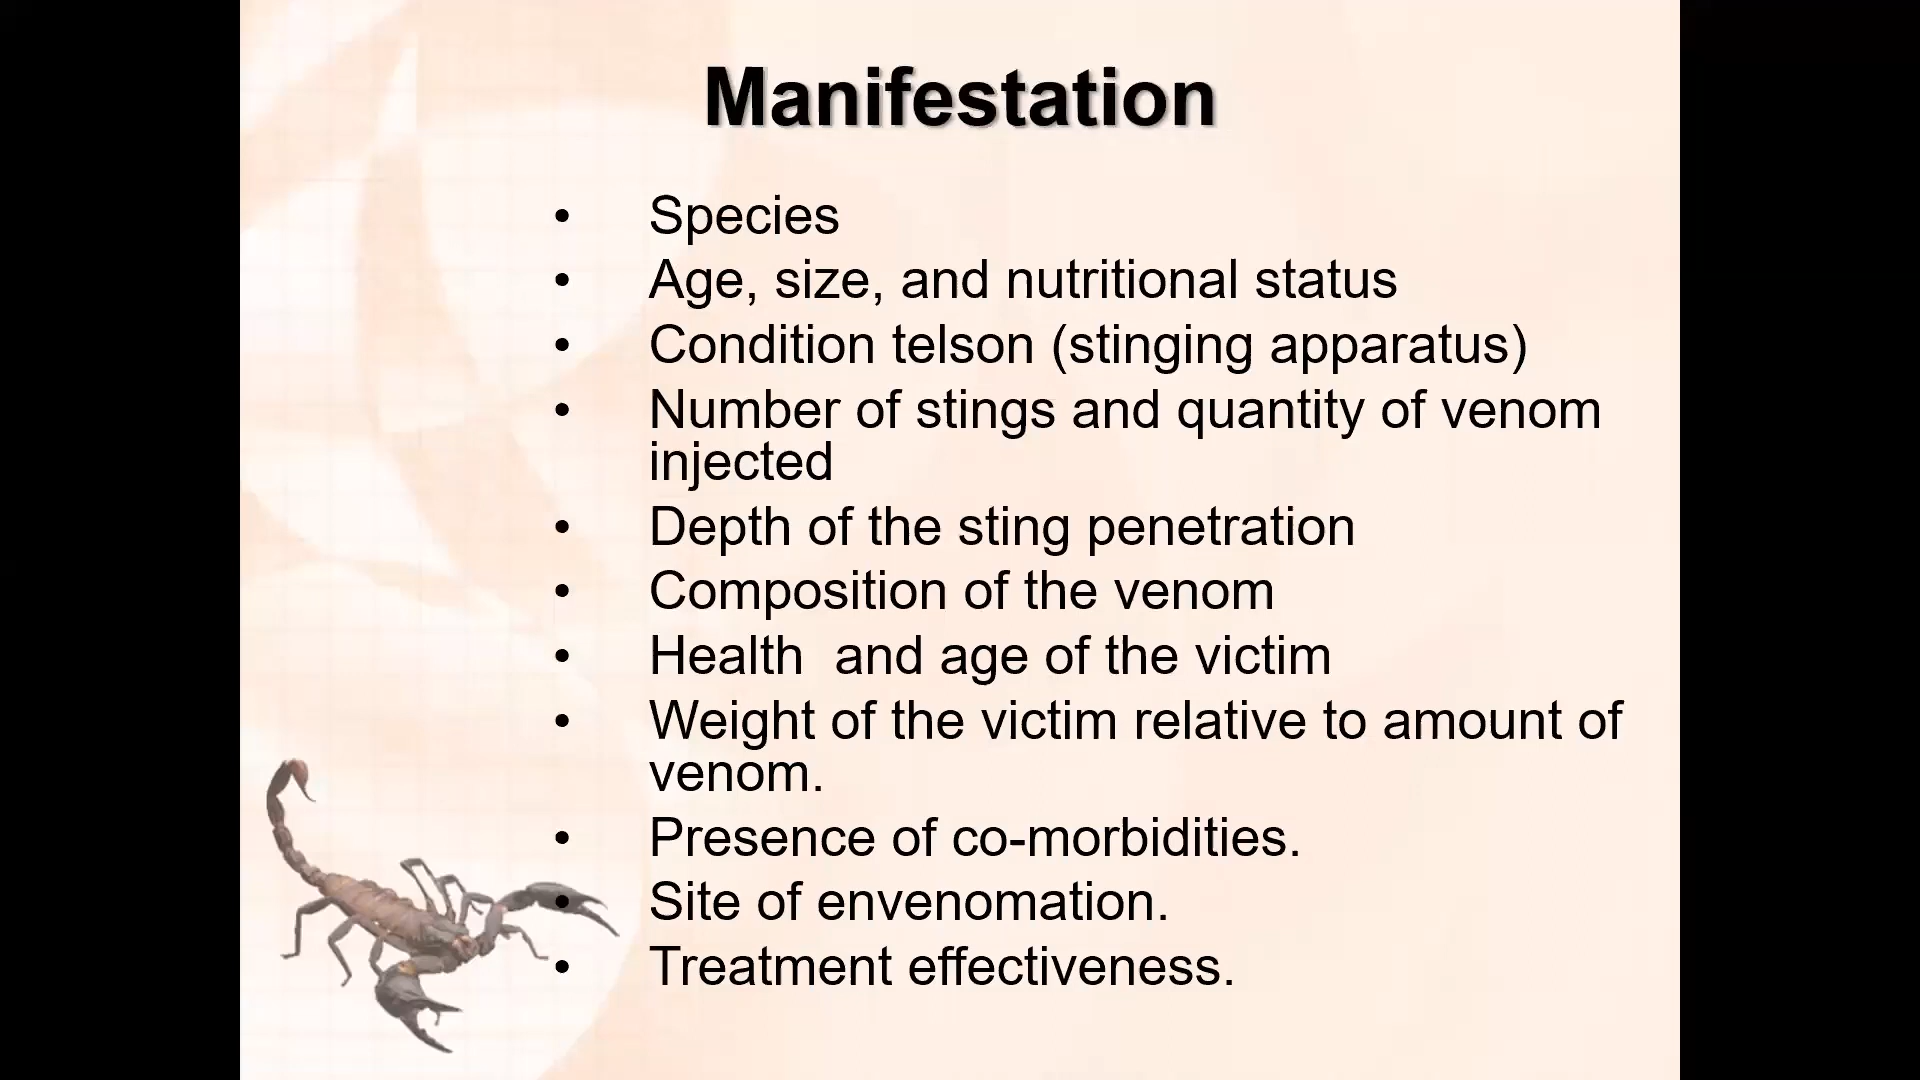 Manifestation
• Species
• Age, size, and nutritional status
• Condition telson (stinging apparatus)
• Number of stings and quantity of venom
injected
• Depth of the sting penetration
• Composition of the venom
• Health  and age of the victim
• Weight of the victim relative to amount of
venom.
• Presence of co-morbidities.
• Site of envenomation.
• Treatment effectiveness.